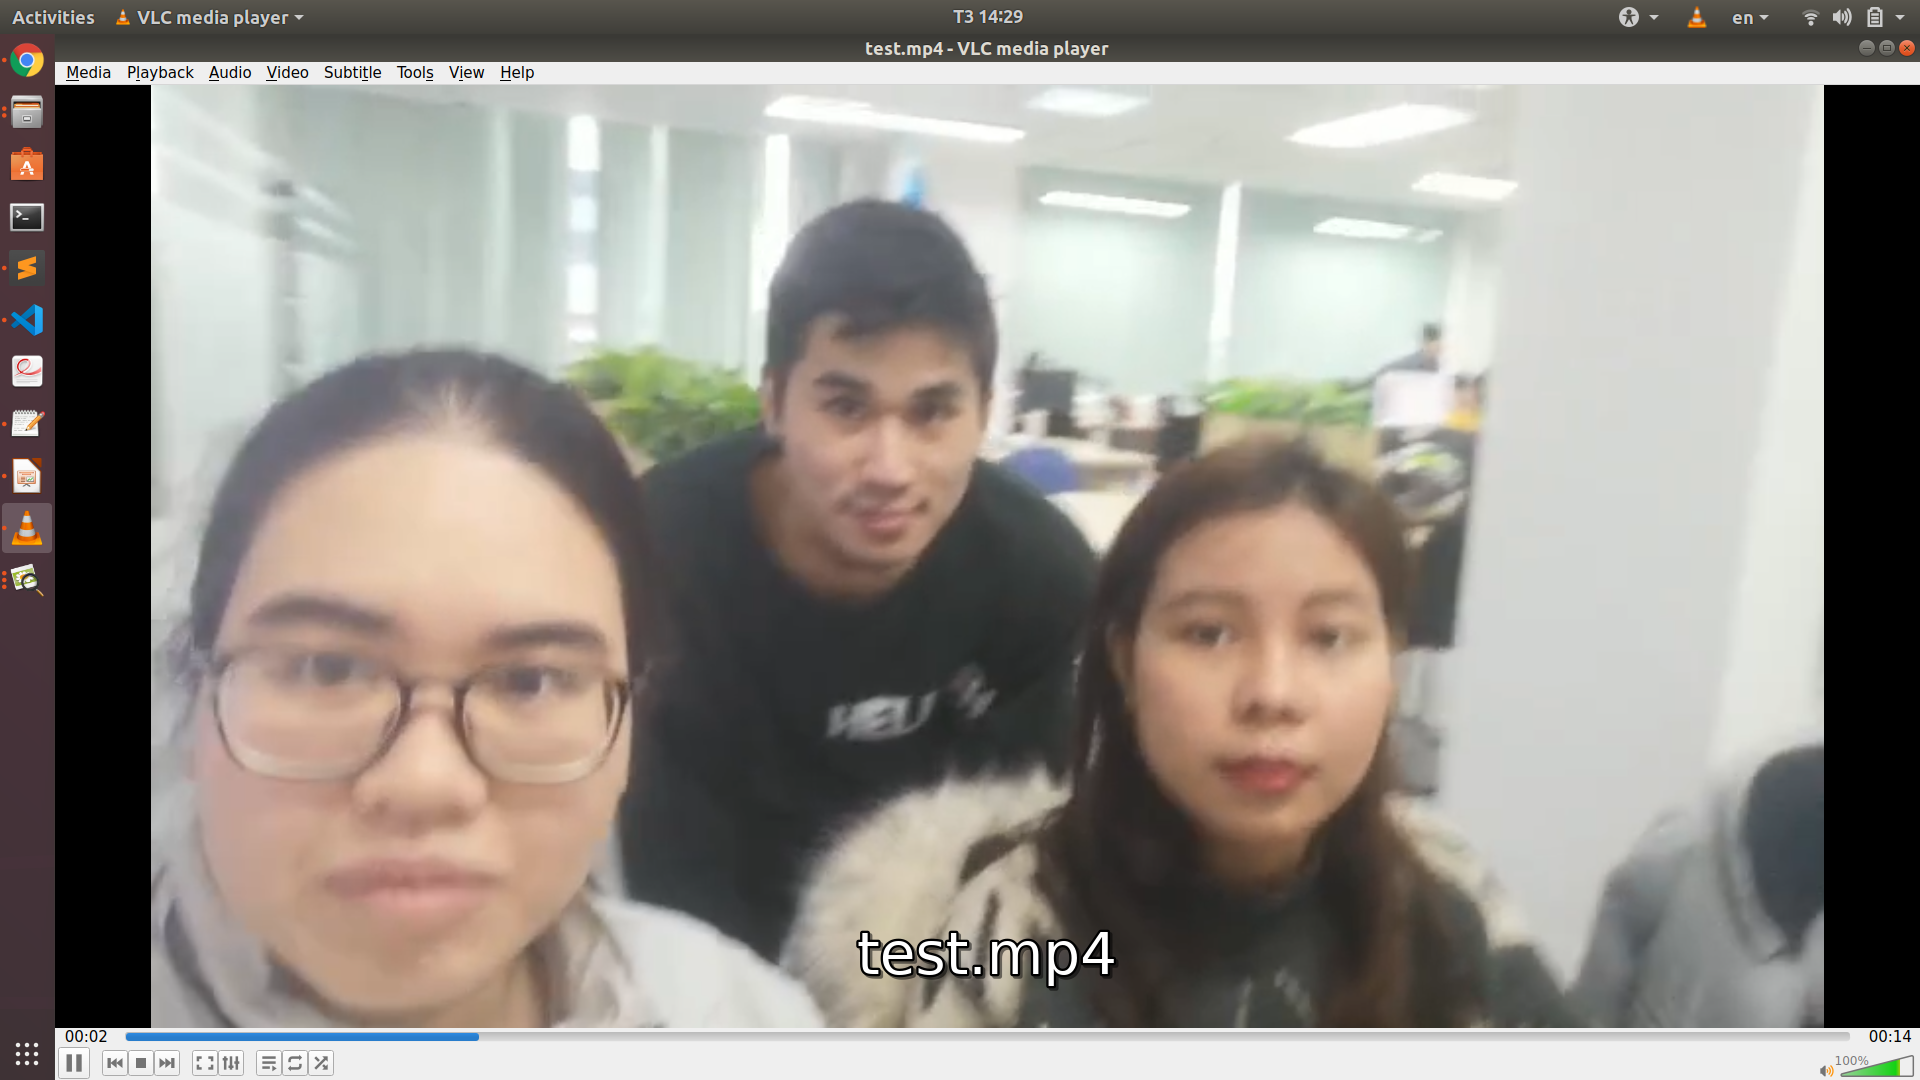 Activities
VLC media player
T3 14:29
en
test.mp4 - VLC media player
Media Playback Audio Video Subtitle Tools View Help
test.mp4
00:02
00:14
100%